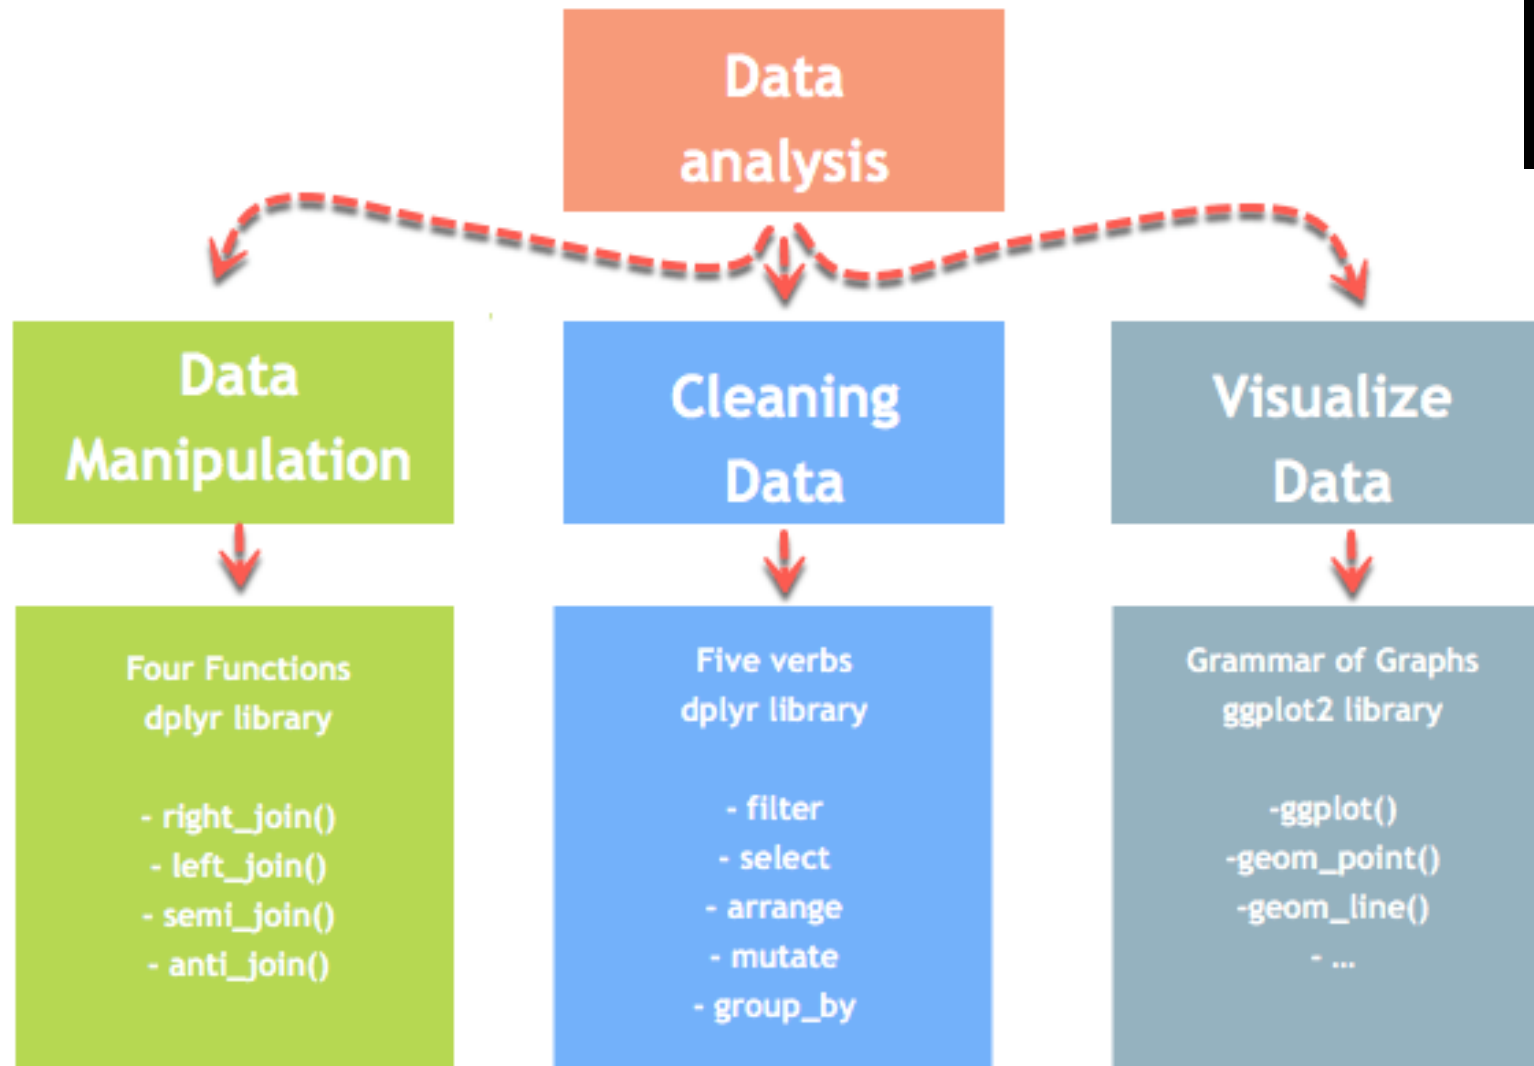 Data
analysis
Data
Manipulation
Cleaning
Data
Visualize
Data
Four Functions
dplyr library
- right_join()
- left_join()
- semi_join()
- anti_join()
Five verbs
dplyr library
- filter
- select
- arrange
- mutate
- group_by
Grammar of Graphs
ggplot2 library
-ggplot()
-geom_point()
-geom_line()
- ...